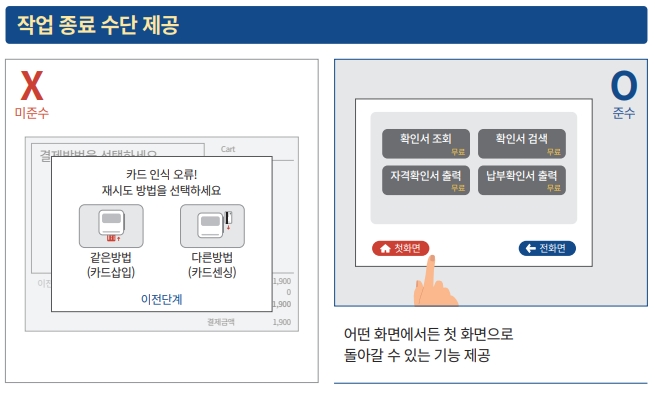 작업 종료 수단 제공
X
미준수
결제방법을 선택하세요
Cart
카드 인식 오류!
재시도 방법을 선택하세요
같은방법
(카드삽입)
다른방법
(카드센싱)
이전단계
이전
1,900
0
1,900
결제금액 1,900
O
준수
확인서 조회
무료
확인서 검색
무료
자격확인서 출력
무료
납부확인서 출력
무료
첫화면
전화면
어떤 화면에서든 첫 화면으로
돌아갈 수 있는 기능 제공